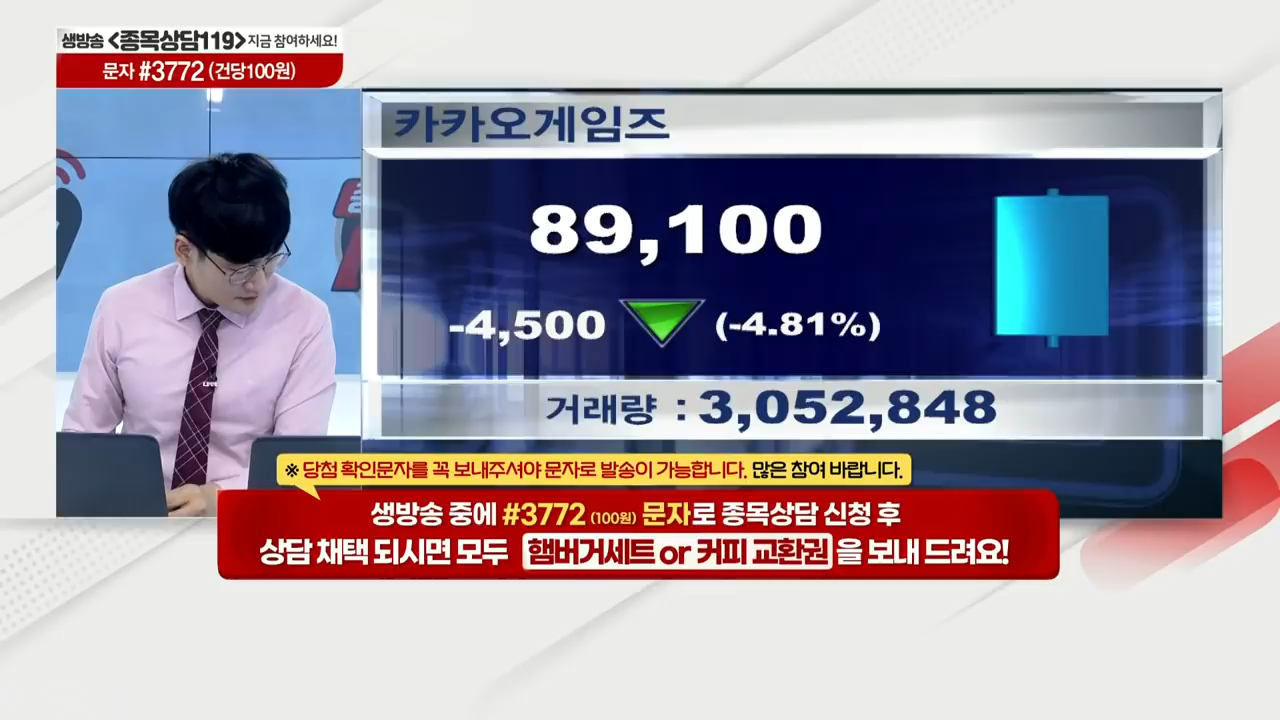 생방송 <종목상담119> 지금 참여하세요!
문자 #3772 (건당100원)
카카오게임즈
89,100
-4,500 (-4.81%)
거래량 : 3,052,848
※ 당첨 확인문자를 꼭 보내주셔야 문자로 발송이 가능합니다. 많은 참여 바랍니다.
생방송 중에 #3772 (100원) 문자로 종목상담 신청 후
상담 채택 되시면 모두 햄버거세트 or 커피 교환권 을 보내 드려요!